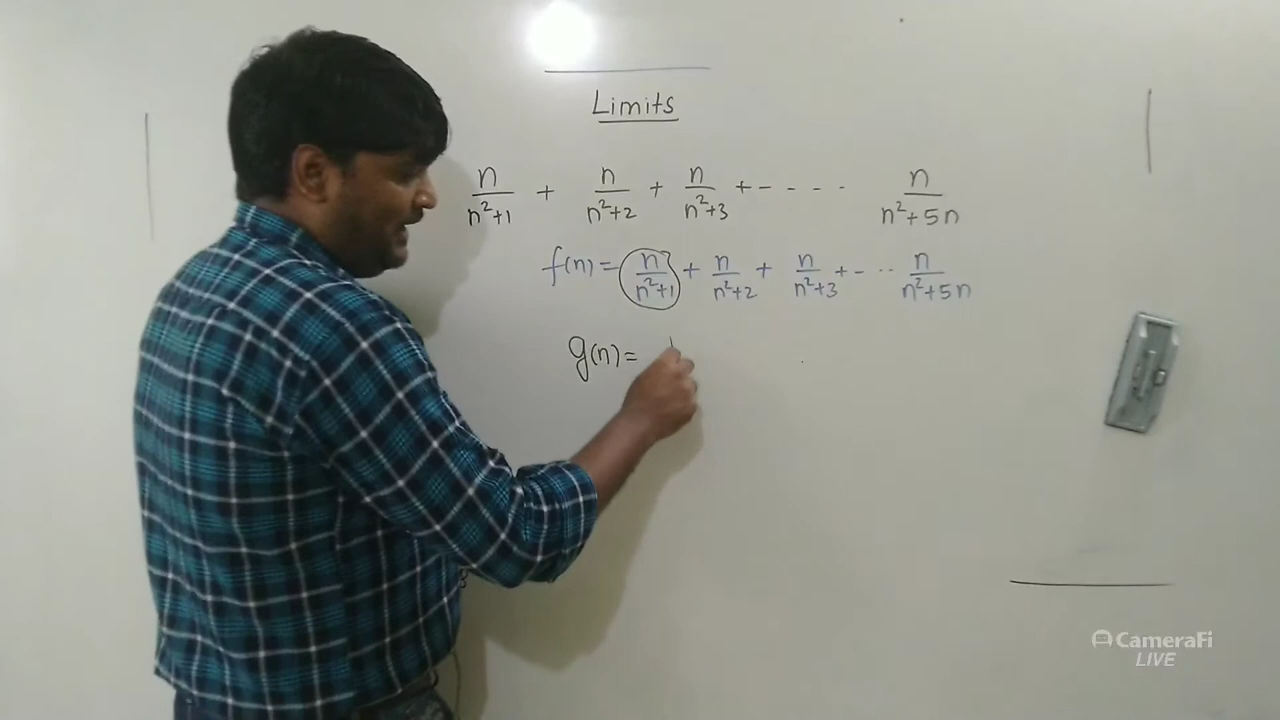 Limits
n/(n²+1) + n/(n²+2) + n/(n²+3) + - - - - n/(n²+5n)
f(n) = n/(n²+1) + n/(n²+2) + n/(n²+3) + - ·· n/(n²+5n)
g(n) =
CameraFi
LIVE